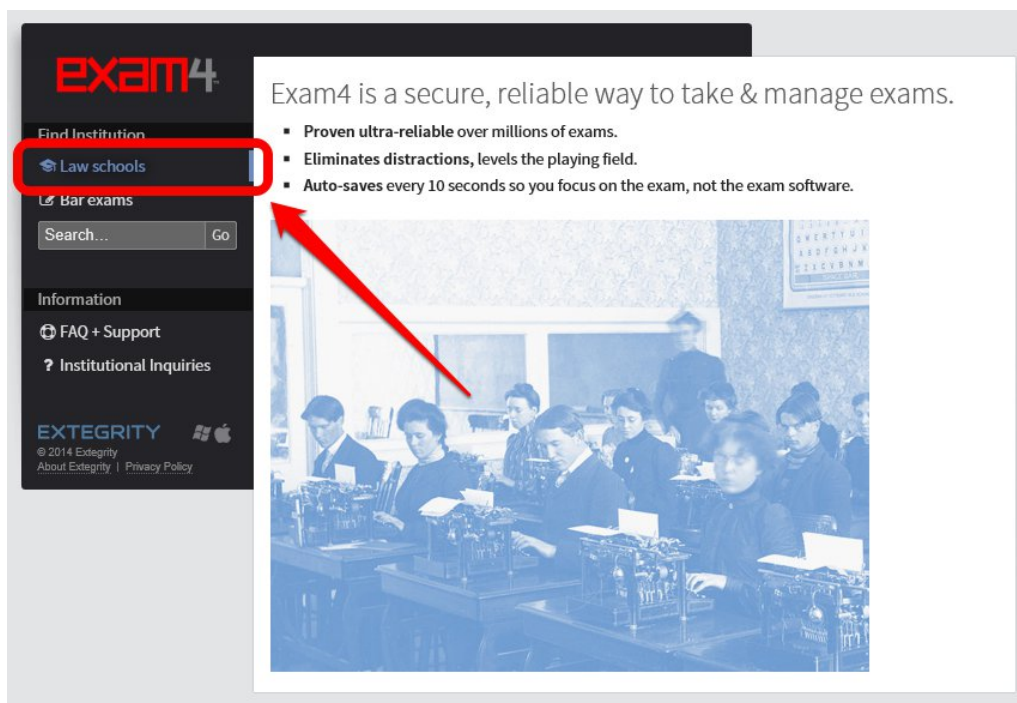 exam4
Find Institution
Law schools
Bar exams
Search... Go
Information
FAQ + Support
? Institutional Inquiries
EXTEGRITY
© 2014 Extegrity
About Extegrity | Privacy Policy
Exam4 is a secure, reliable way to take & manage exams.
▪ Proven ultra-reliable over millions of exams.
▪ Eliminates distractions, levels the playing field.
▪ Auto-saves every 10 seconds so you focus on the exam, not the exam software.
Q W E R T Y U I
A S D F G H J K
Z X C V B N M